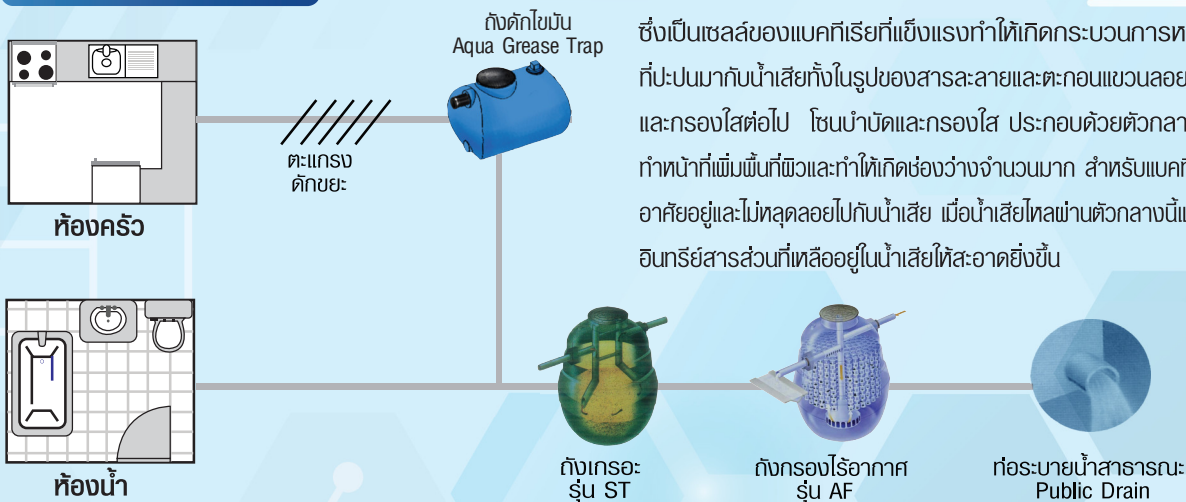 ถังดักไขมัน
Aqua Grease Trap
ซึ่งเป็นเซลล์ของแบคทีเรียที่แข็งแรงทำให้เกิดกระบวนการ
ที่ปะปนมากับน้ำเสียทั้งในรูปของสารละลายและตะกอนแขวนลอย
และกรองใสต่อไป โซนบำบัดและกรองใส ประกอบด้วย
ทำหน้าที่เพิ่มพื้นที่ผิวและทำให้เกิดช่องว่างจำนวนมาก สำหรับ
อาศัยอยู่และไม่หลุดลอยไปกับน้ำเสีย เมื่อน้ำเสียไหลผ่านตัวกลางนี้
อินทรีย์สารส่วนที่เหลืออยู่ในน้ำเสียให้สะอาดยิ่งขึ้น
ตะแกรง
ดักขยะ
ห้องครัว
ห้องน้ำ
ถังเกรอะ
รุ่น ST
ถังกรองไร้อากาศ
รุ่น AF
ท่อระบายน้ำสาธารณะ
Public Drain